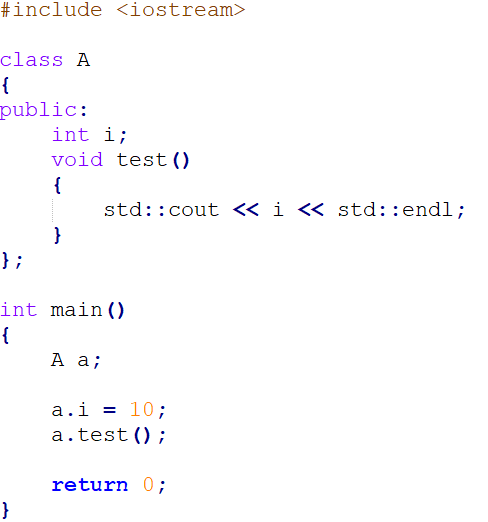 #include <iostream>
class A
{
public:
    int i;
    void test()
    {
        std::cout << i << std::endl;
    }
};
int main()
{
    A a;
    a.i = 10;
    a.test();
    return 0;
}